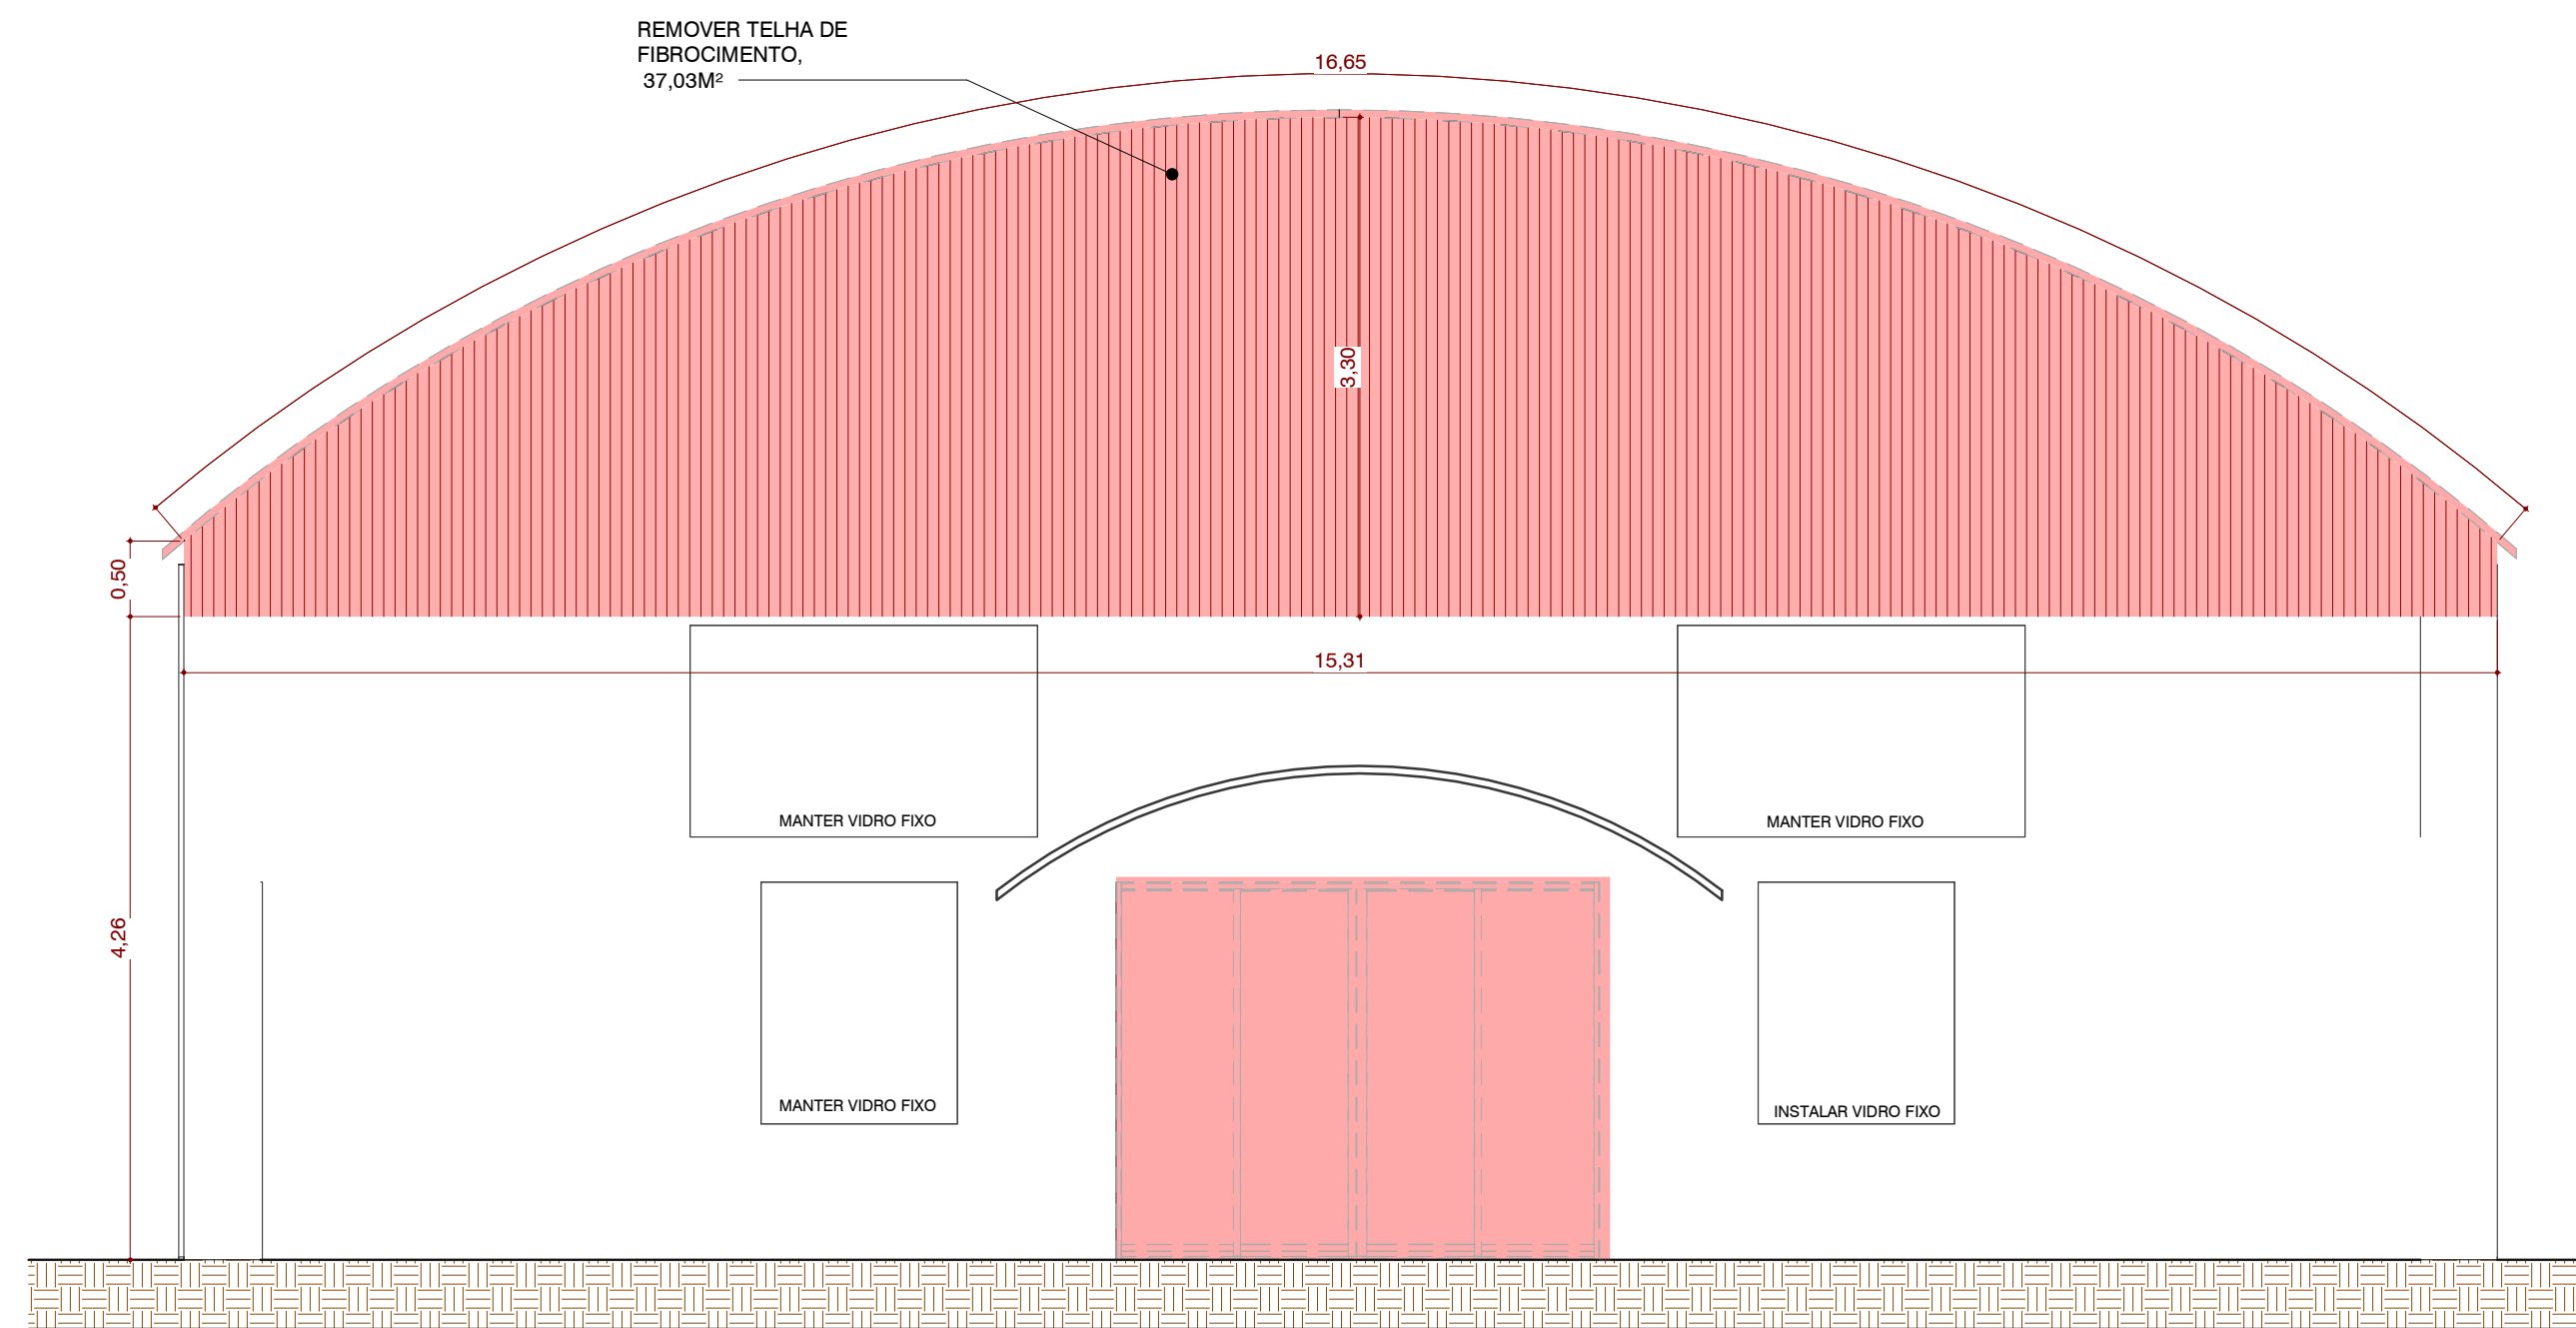 REMOVER TELHA DE
FIBROCIMENTO,
37,03M²
16,65
3,30
0,50
15,31
MANTER VIDRO FIXO
MANTER VIDRO FIXO
4,26
MANTER VIDRO FIXO
INSTALAR VIDRO FIXO